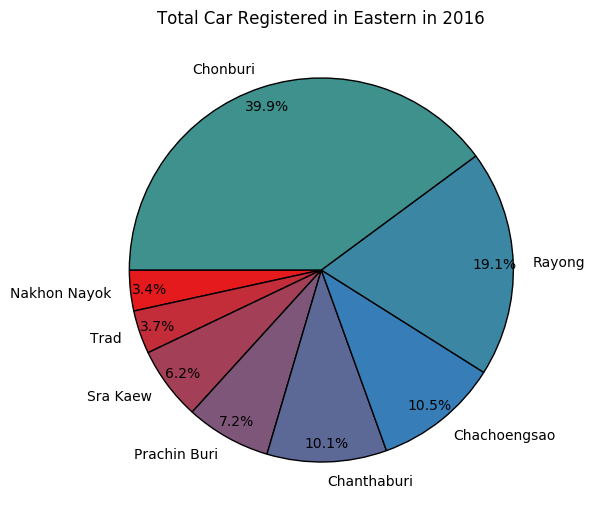 Total Car Registered in Eastern in 2016
Chonburi
39.9%
19.1%
Rayong
Nakhon Nayok
3.4%
Trad
3.7%
Sra Kaew
6.2%
Prachin Buri
7.2%
Chanthaburi
10.1%
Chachoengsao
10.5%